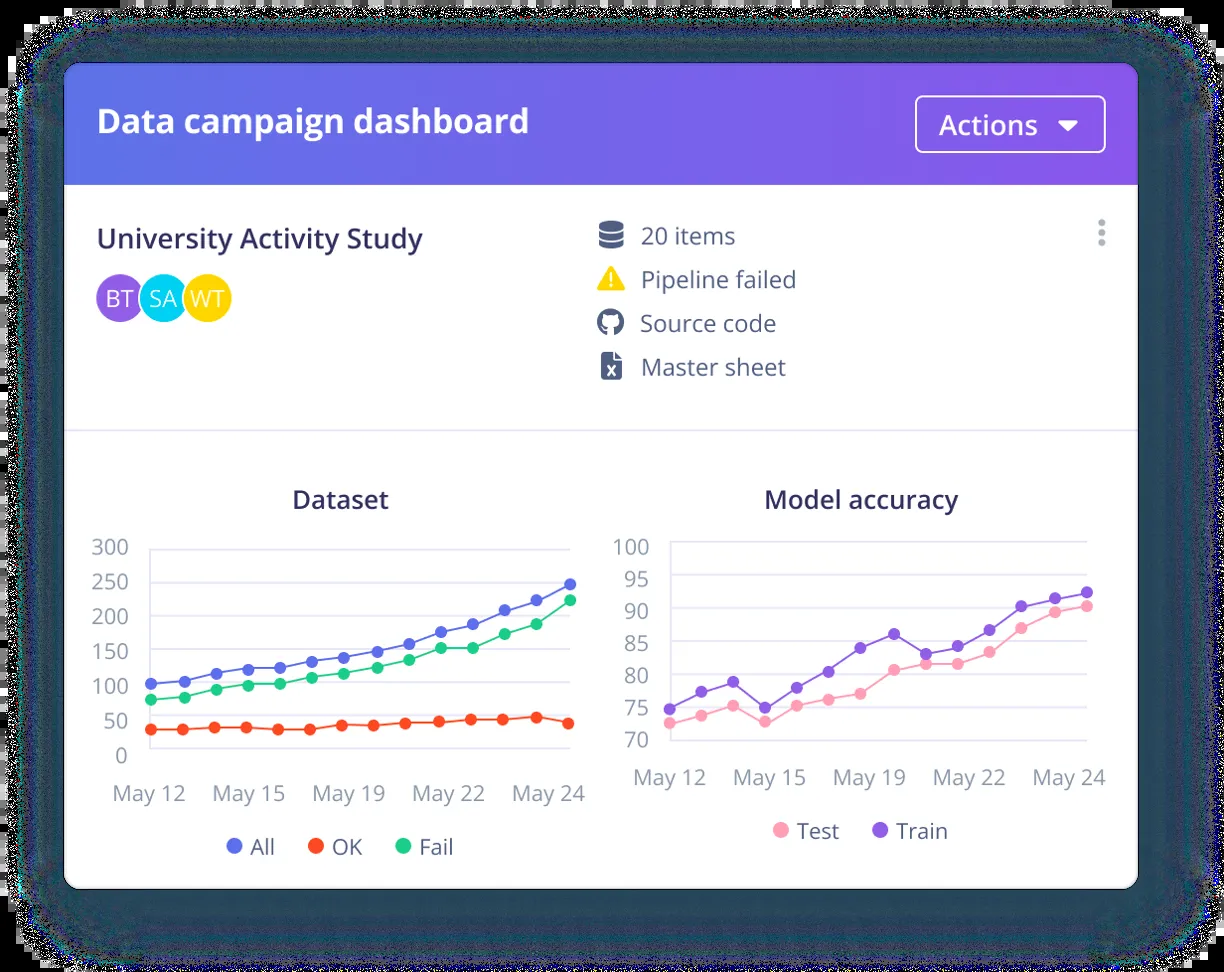 Data campaign dashboard
Actions
University Activity Study
BT SA WT
20 items
Pipeline failed
Source code
Master sheet
Dataset
300
250
200
150
100
50
0
May 12 May 15 May 19 May 22 May 24
All OK Fail
Model accuracy
100
95
90
85
80
75
70
May 12 May 15 May 19 May 22 May 24
Test Train